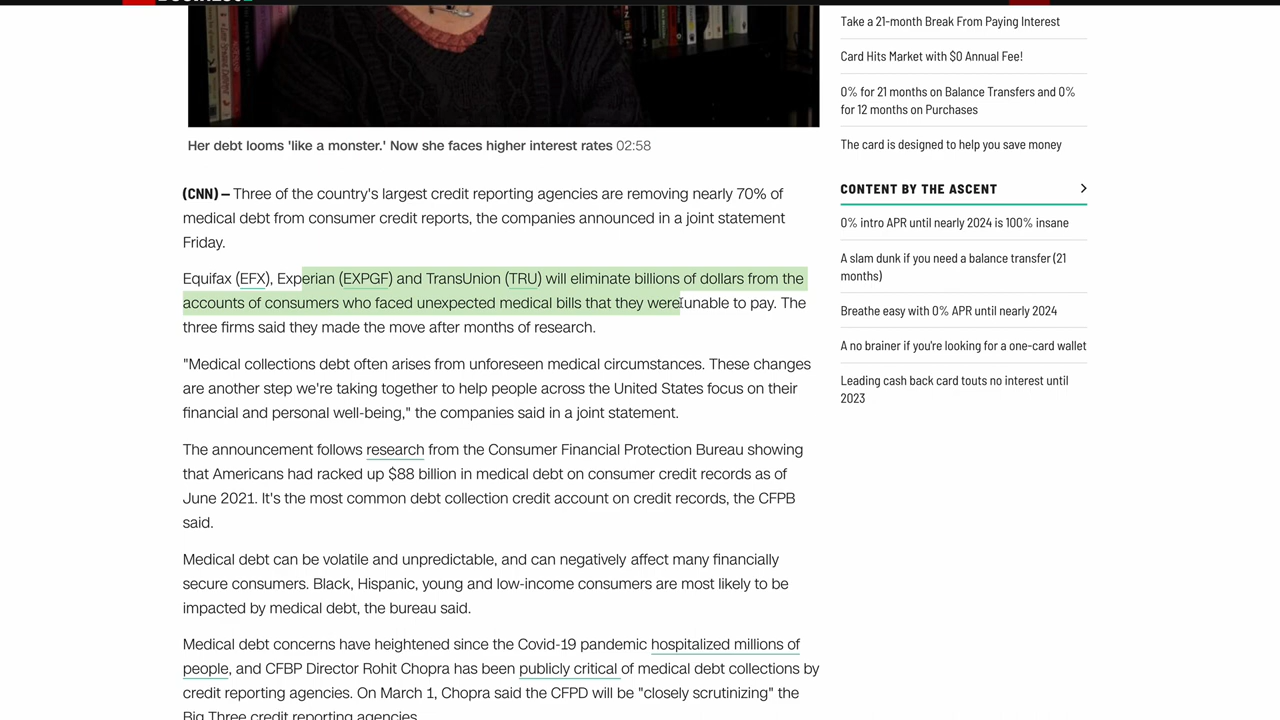 Her debt looms 'like a monster.' Now she faces higher interest rates 02:58
(CNN) — Three of the country's largest credit reporting agencies are removing nearly 70% of
medical debt from consumer credit reports, the companies announced in a joint statement
Friday.
Equifax (EFX), Experian (EXPGF) and TransUnion (TRU) will eliminate billions of dollars from the
accounts of consumers who faced unexpected medical bills that they were unable to pay. The
three firms said they made the move after months of research.
"Medical collections debt often arises from unforeseen medical circumstances. These changes
are another step we're taking together to help people across the United States focus on their
financial and personal well-being," the companies said in a joint statement.
The announcement follows research from the Consumer Financial Protection Bureau showing
that Americans had racked up $88 billion in medical debt on consumer credit records as of
June 2021. It's the most common debt collection credit account on credit records, the CFPB
said.
Medical debt can be volatile and unpredictable, and can negatively affect many financially
secure consumers. Black, Hispanic, young and low-income consumers are most likely to be
impacted by medical debt, the bureau said.
Medical debt concerns have heightened since the Covid-19 pandemic hospitalized millions of
people, and CFBP Director Rohit Chopra has been publicly critical of medical debt collections by
credit reporting agencies. On March 1, Chopra said the CFPD will be "closely scrutinizing" the
Big Three credit reporting agencies.
Take a 21-month Break From Paying Interest
Card Hits Market with $0 Annual Fee!
0% for 21 months on Balance Transfers and 0%
for 12 months on Purchases
The card is designed to help you save money
CONTENT BY THE ASCENT
0% intro APR until nearly 2024 is 100% insane
A slam dunk if you need a balance transfer (21
months)
Breathe easy with 0% APR until nearly 2024
A no brainer if you're looking for a one-card wallet
Leading cash back card touts no interest until
2023